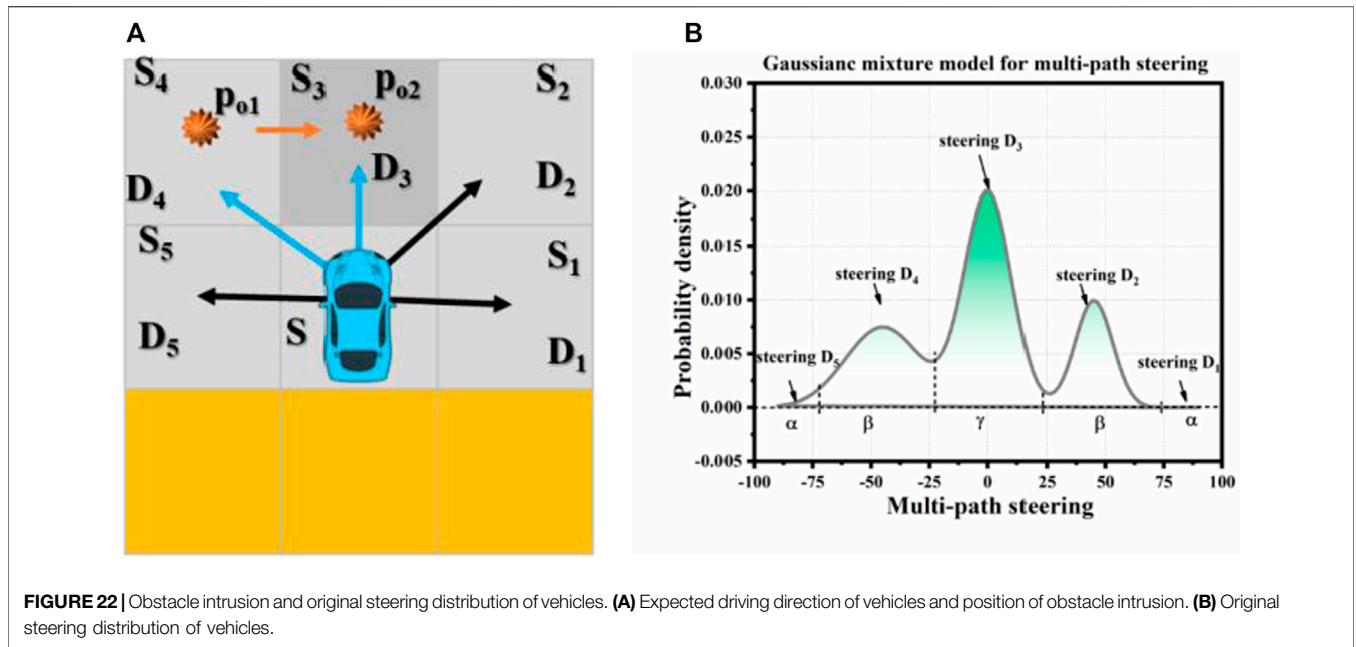 A
S4
S3
po2
S2
po1
D3
D4
D2
S5
S1
S
D5
D1
B
Gaussianc mixture model for multi-path steering
0.030
0.025
0.020
0.015
0.010
0.005
0.000
-0.005
Probability density
steering D3
steering D4
steering D2
steering D5
steering D1
α
β
γ
β
α
-100 -75 -50 -25 0 25 50 75 100
Multi-path steering
FIGURE 22 | Obstacle intrusion and original steering distribution of vehicles. (A) Expected driving direction of vehicles and position of obstacle intrusion. (B) Original
steering distribution of vehicles.